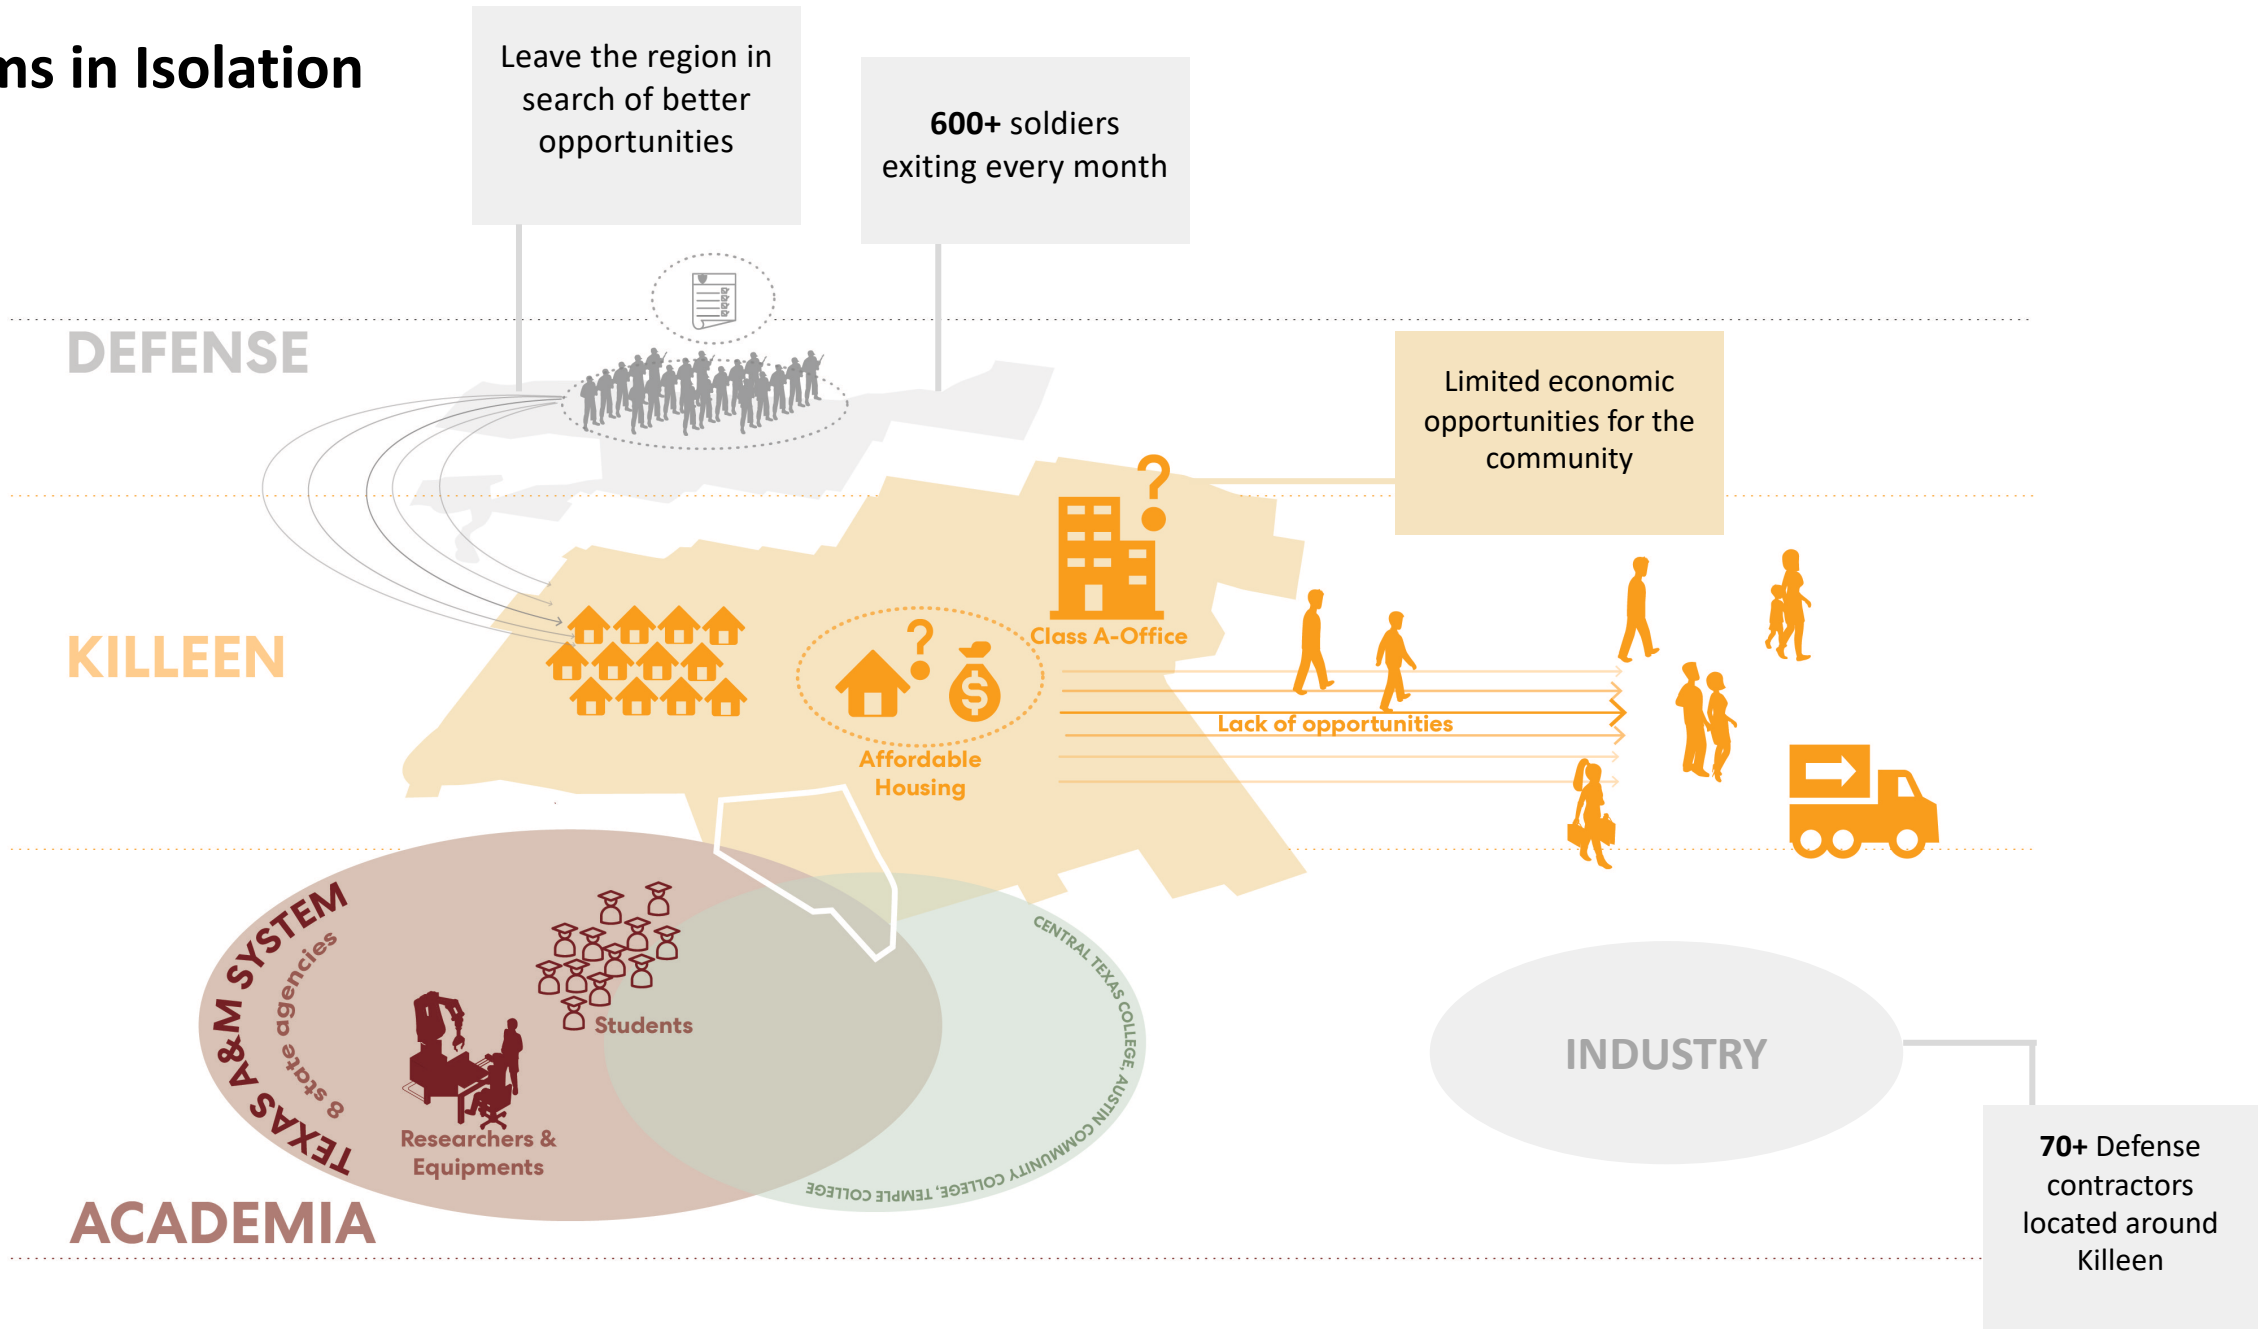 ms in Isolation
Leave the region in
search of better
opportunities
600+ soldiers
exiting every month
DEFENSE
Limited economic
opportunities for the
community
KILLEEN
Class A-Office
Lack of opportunities
Affordable
Housing
TEXAS A&M SYSTEM
8 state agencies
Students
Researchers &
Equipments
CENTRAL TEXAS COLLEGE, AUSTIN COMMUNITY COLLEGE, TEMPLE COLLEGE
INDUSTRY
ACADEMIA
70+ Defense
contractors
located around
Killeen